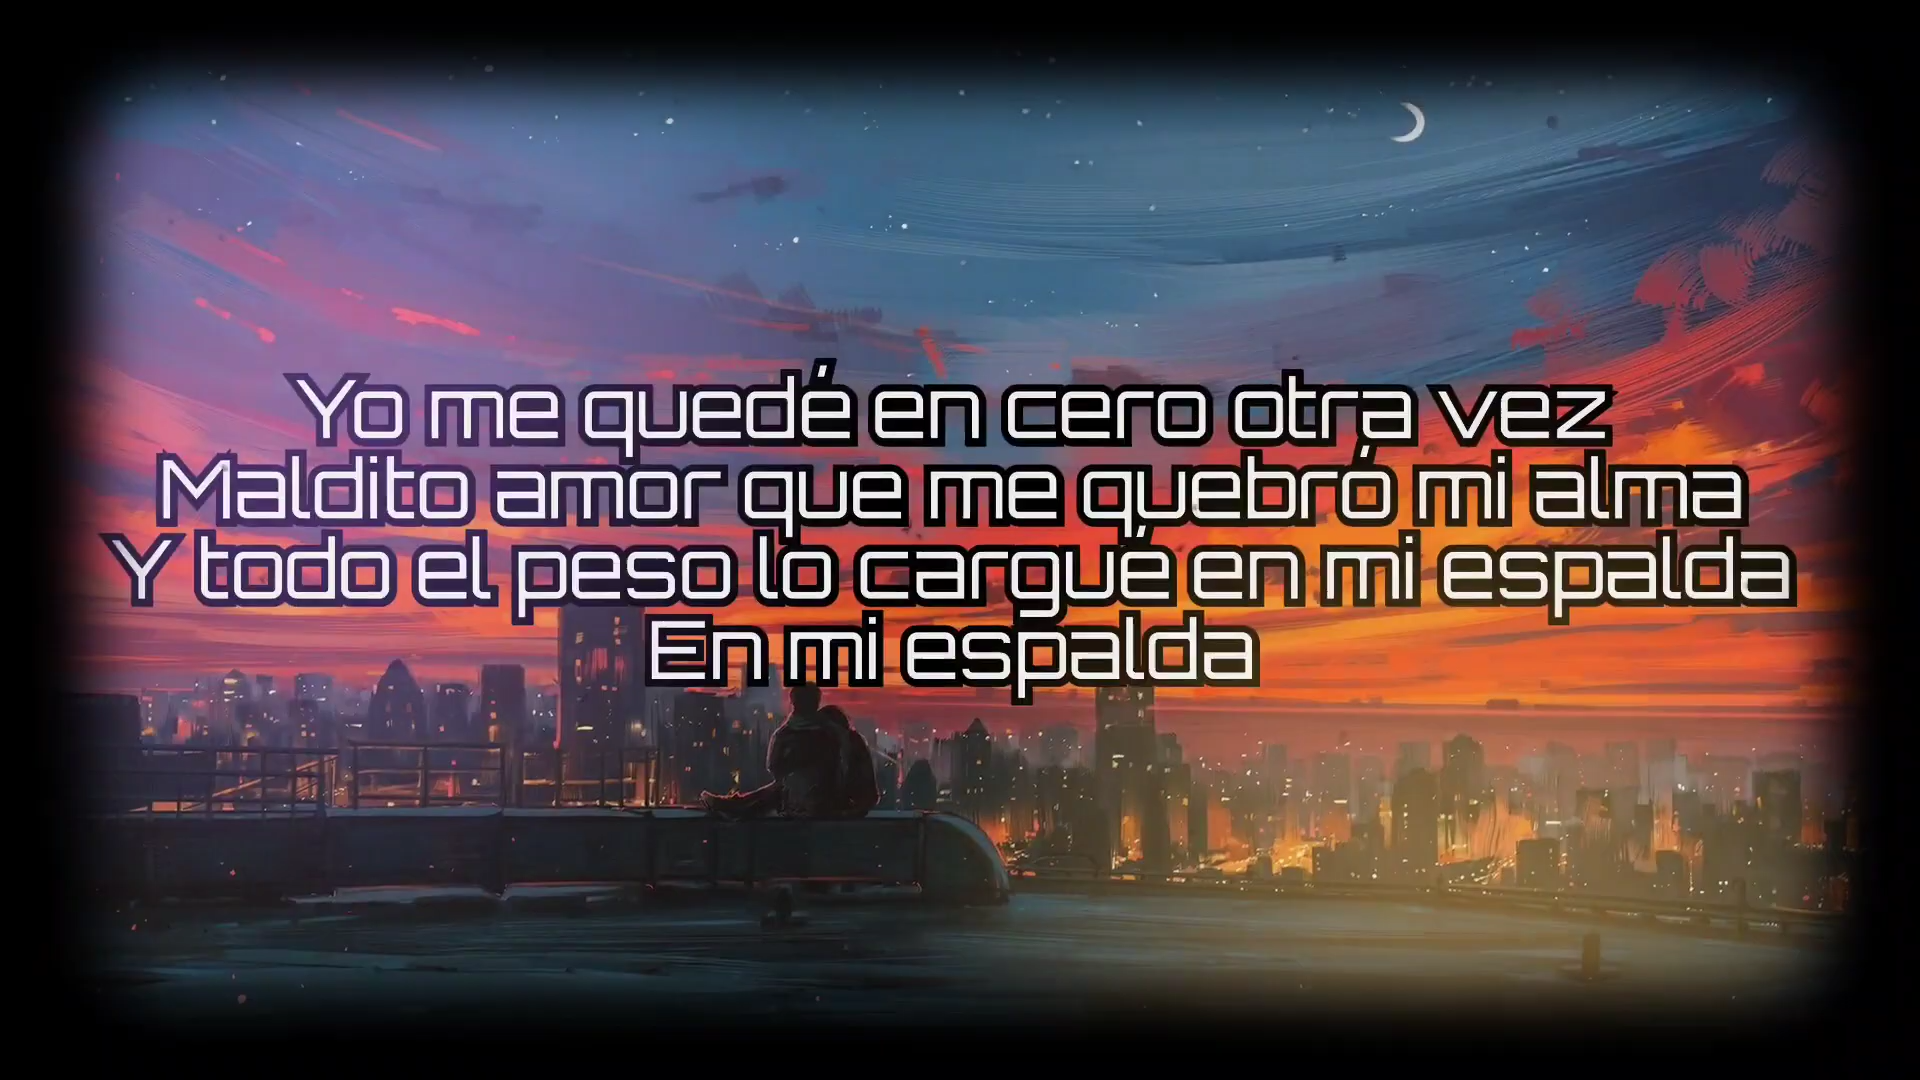 Yo me quedé en cero otra vez
Maldito amor que me quebró mi alma
Y todo el peso lo cargué en mi espalda
En mi espalda